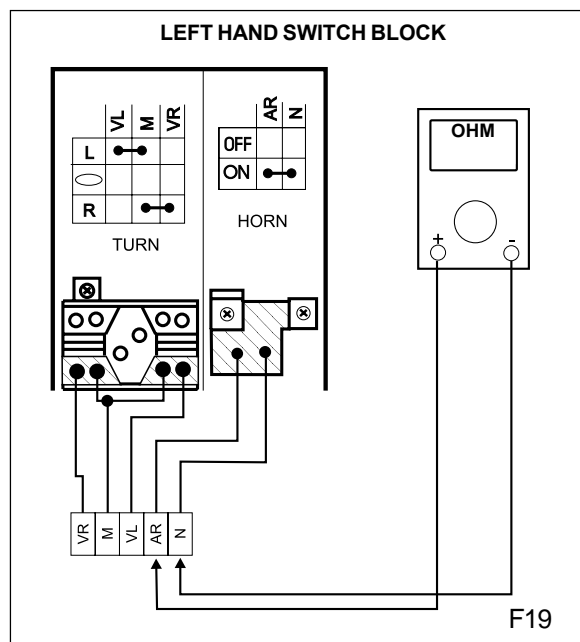 LEFT HAND SWITCH BLOCK
VL M VR
L
R
TURN
AR N
OFF
ON
HORN
OHM
+ -
VR M VL AR N
F19